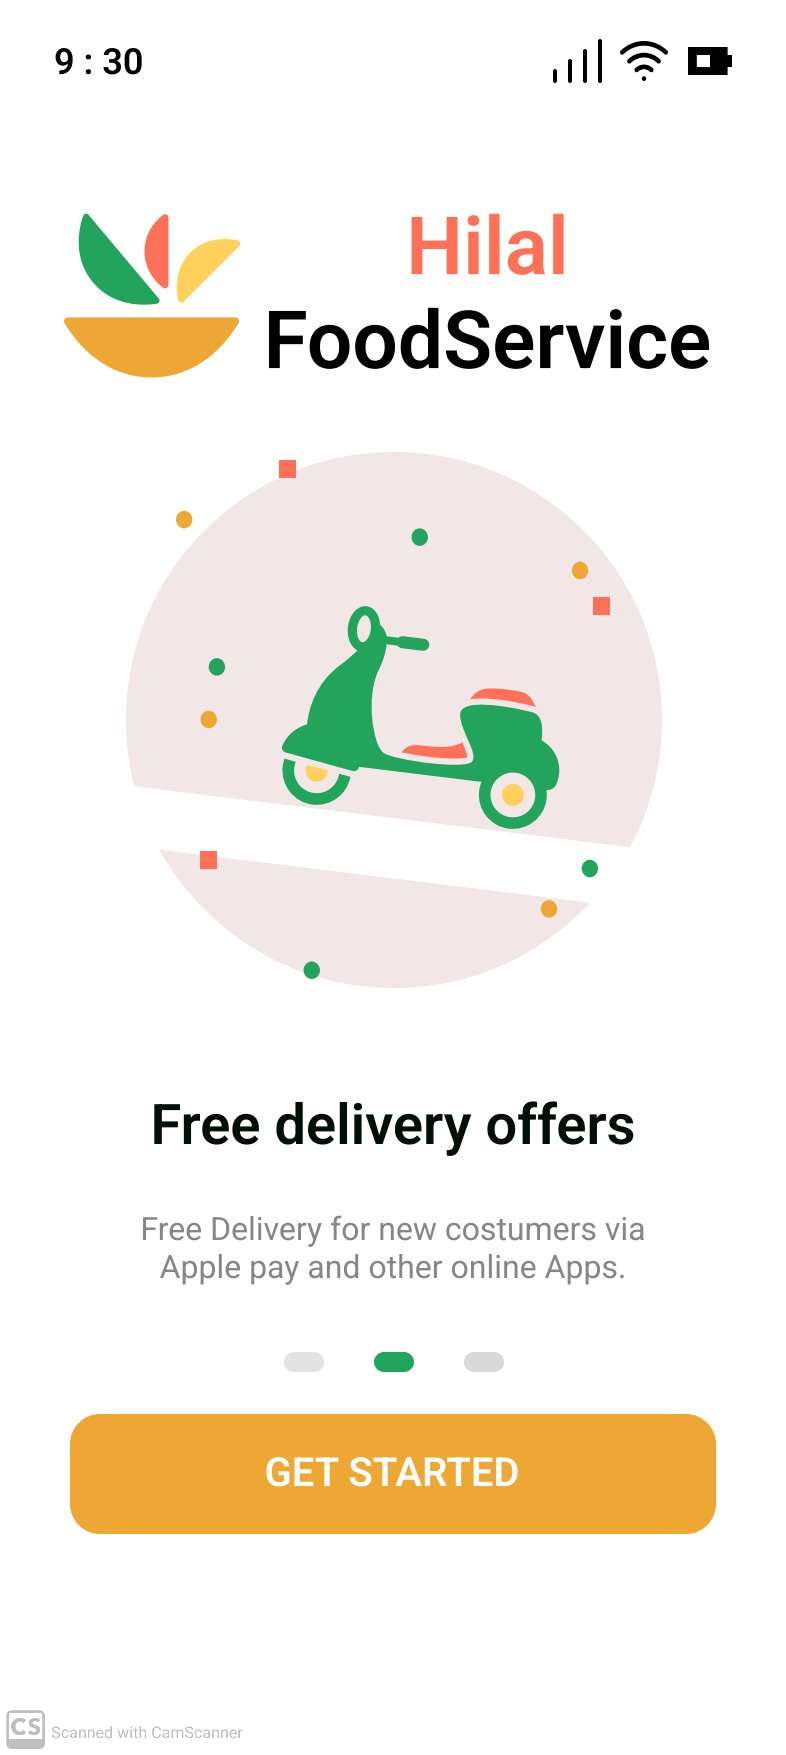 9 : 30
Hilal
FoodService
Free delivery offers
Free Delivery for new costumers via
Apple pay and other online Apps.
GET STARTED
CS Scanned with CamScanner